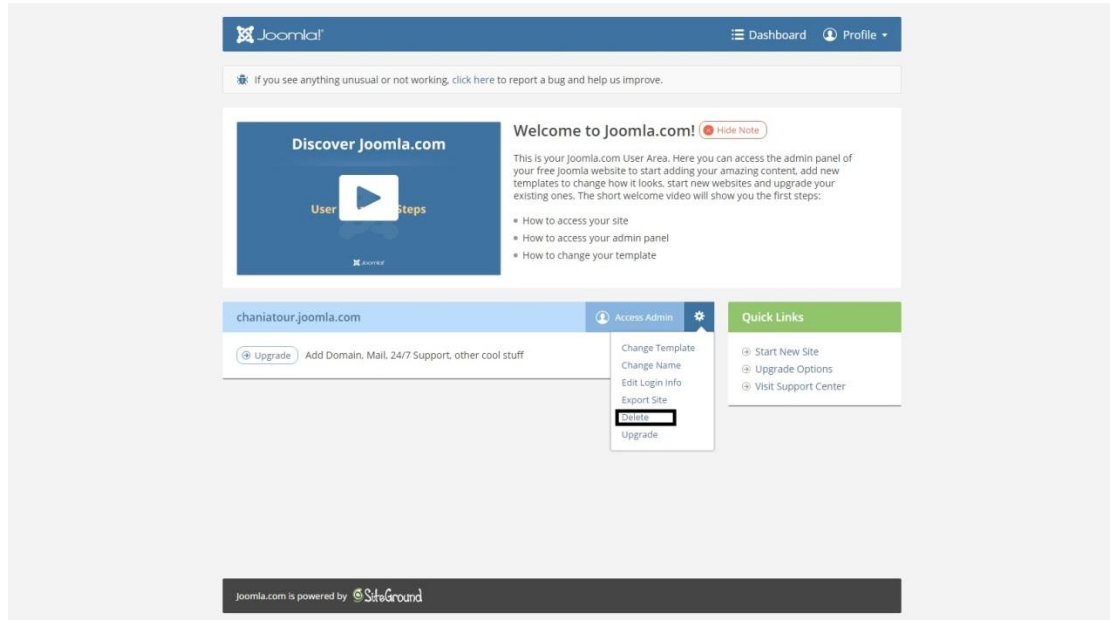 Joomla!
Dashboard
Profile
If you see anything unusual or not working, click here to report a bug and help us improve.
Discover Joomla.com
User
Steps
Joomla!
Welcome to Joomla.com!
Hide Note
This is your Joomla.com User Area. Here you can access the admin panel of
your free Joomla website to start adding your amazing content, add new
templates to change how it looks, start new websites and upgrade your
existing ones. The short welcome video will show you the first steps:
How to access your site
How to access your admin panel
How to change your template
chaniatour.joomla.com
Access Admin
Upgrade
Add Domain, Mail, 24/7 Support, other cool stuff
Change Template
Change Name
Edit Login Info
Export Site
Delete
Upgrade
Quick Links
Start New Site
Upgrade Options
Visit Support Center
Joomla.com is powered by SiteGround